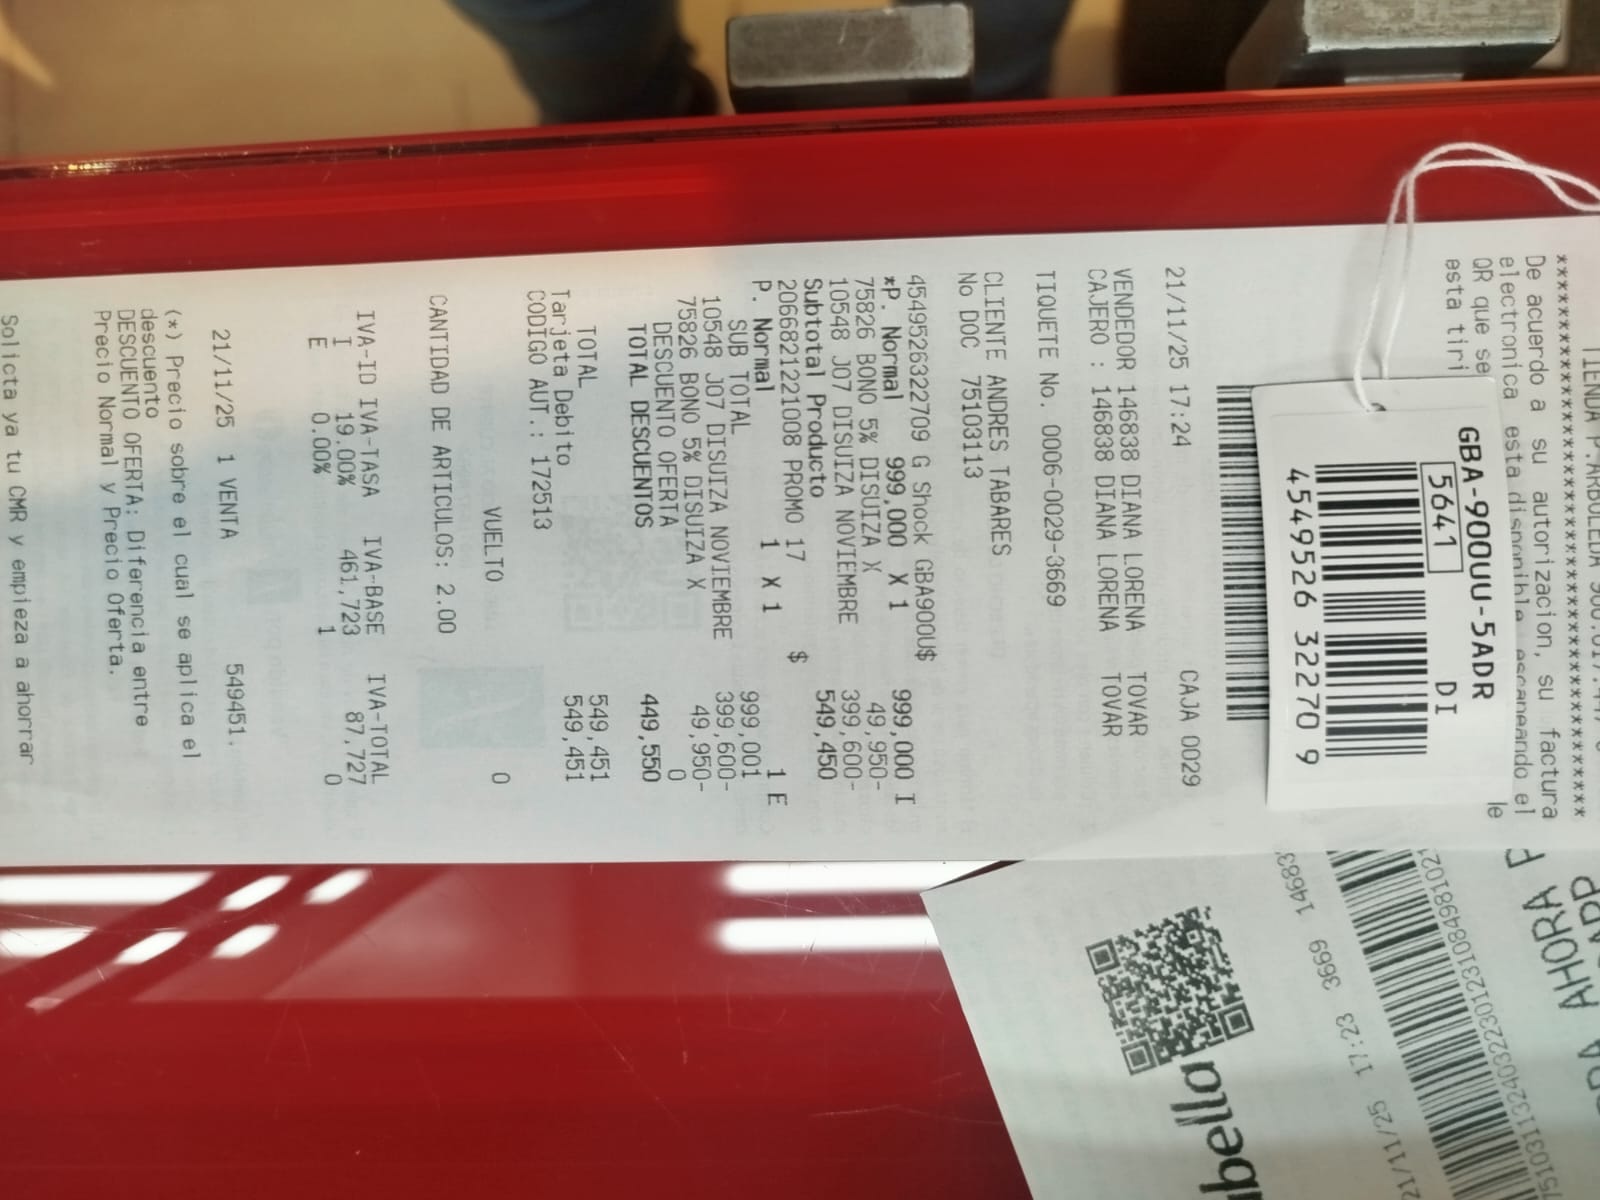 TIENDA P.ARBOLEDA
********************************
De acuerdo a su autorizacion, su factura
electronica esta disponible escaneando el
QR que se
esta tiri
le
GBA-900UU-5ADR
5641 DI
4549526 32270 9
CAJA 0029
21/11/25 17:24
VENDEDOR 146838 DIANA LORENA TOVAR
CAJERO : 146838 DIANA LORENA TOVAR
TIQUETE No. 0006-0029-3669
CLIENTE ANDRES TABARES
No DOC 75103113
4549526322709 G Shock GBA900U$
*P. Normal 999,000 X 1 999,000 I
75826 BONO 5% DISUIZA X 49,950-
10548 J07 DISUIZA NOVIEMBRE 399,600-
Subtotal Producto 549,450
2066821221008 PROMO 17 $
P. Normal 1 X 1 1 E
SUB TOTAL 999,001
10548 J07 DISUIZA NOVIEMBRE 399,600-
75826 BONO 5% DISUIZA X 49,950-
DESCUENTO OFERTA 0
TOTAL DESCUENTOS 449,550
TOTAL 549,451
Tarjeta Debito 549,451
CODIGO AUT.: 172513
VUELTO 0
CANTIDAD DE ARTICULOS: 2.00
IVA-ID IVA-TASA IVA-BASE IVA-TOTAL
I 19.00% 461,723 87,727
E 0.00% 1 0
21/11/25 1 VENTA 549451.
(*) Precio sobre el cual se aplica el
descuento
DESCUENTO OFERTA: Diferencia entre
Precio Normal y Precio Oferta.
Solicta ya tu CMR y empieza a ahorrar
AHORA
APP
21/11/25 17:23 3669 14683
bella